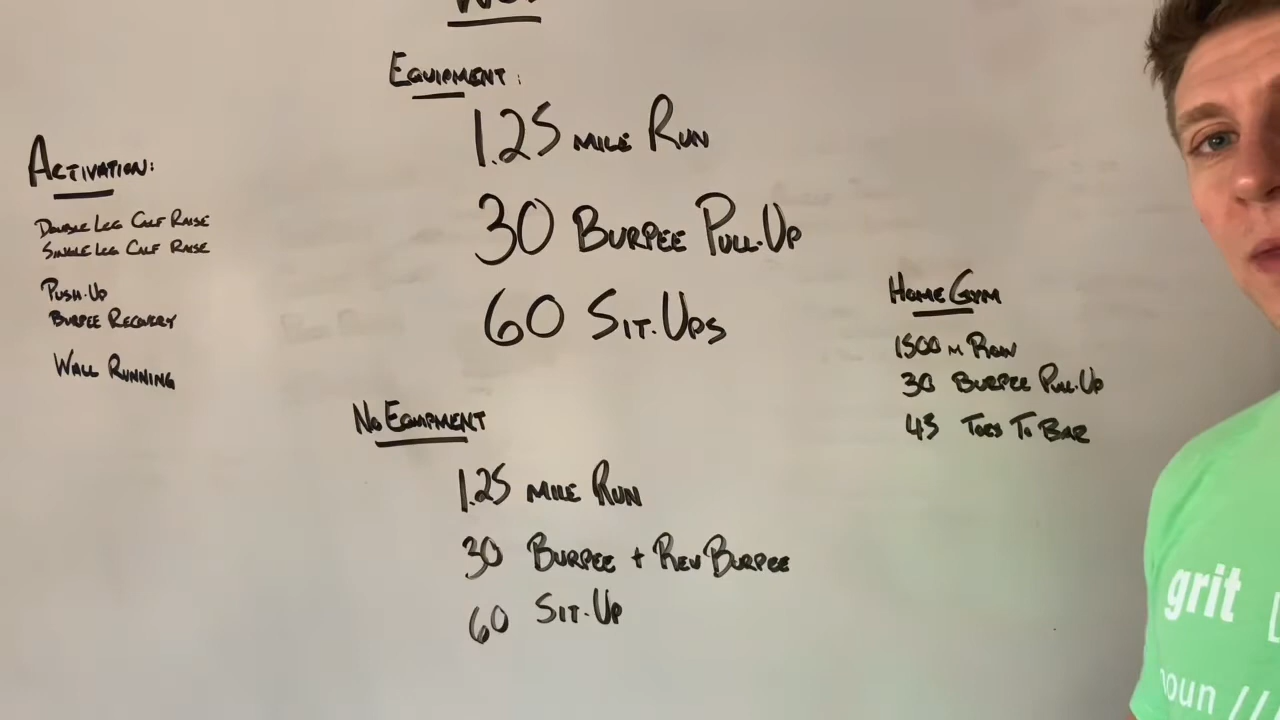 EQUIPMENT:
1.25 MILE RUN
30 BURPEE PULL-UP
60 SIT-UPS
ACTIVATION:
DOUBLE LEG CALF RAISE
SINGLE LEG CALF RAISE
PUSH-UP
BURPEE RECOVERY
WALL RUNNING
HOME GYM
1500 M ROW
30 BURPEE PULL-UP
45 TOES TO BAR
NO EQUIPMENT
1.25 MILE RUN
30 BURPEE + REV BURPEE
60 SIT-UP
grit
noun //